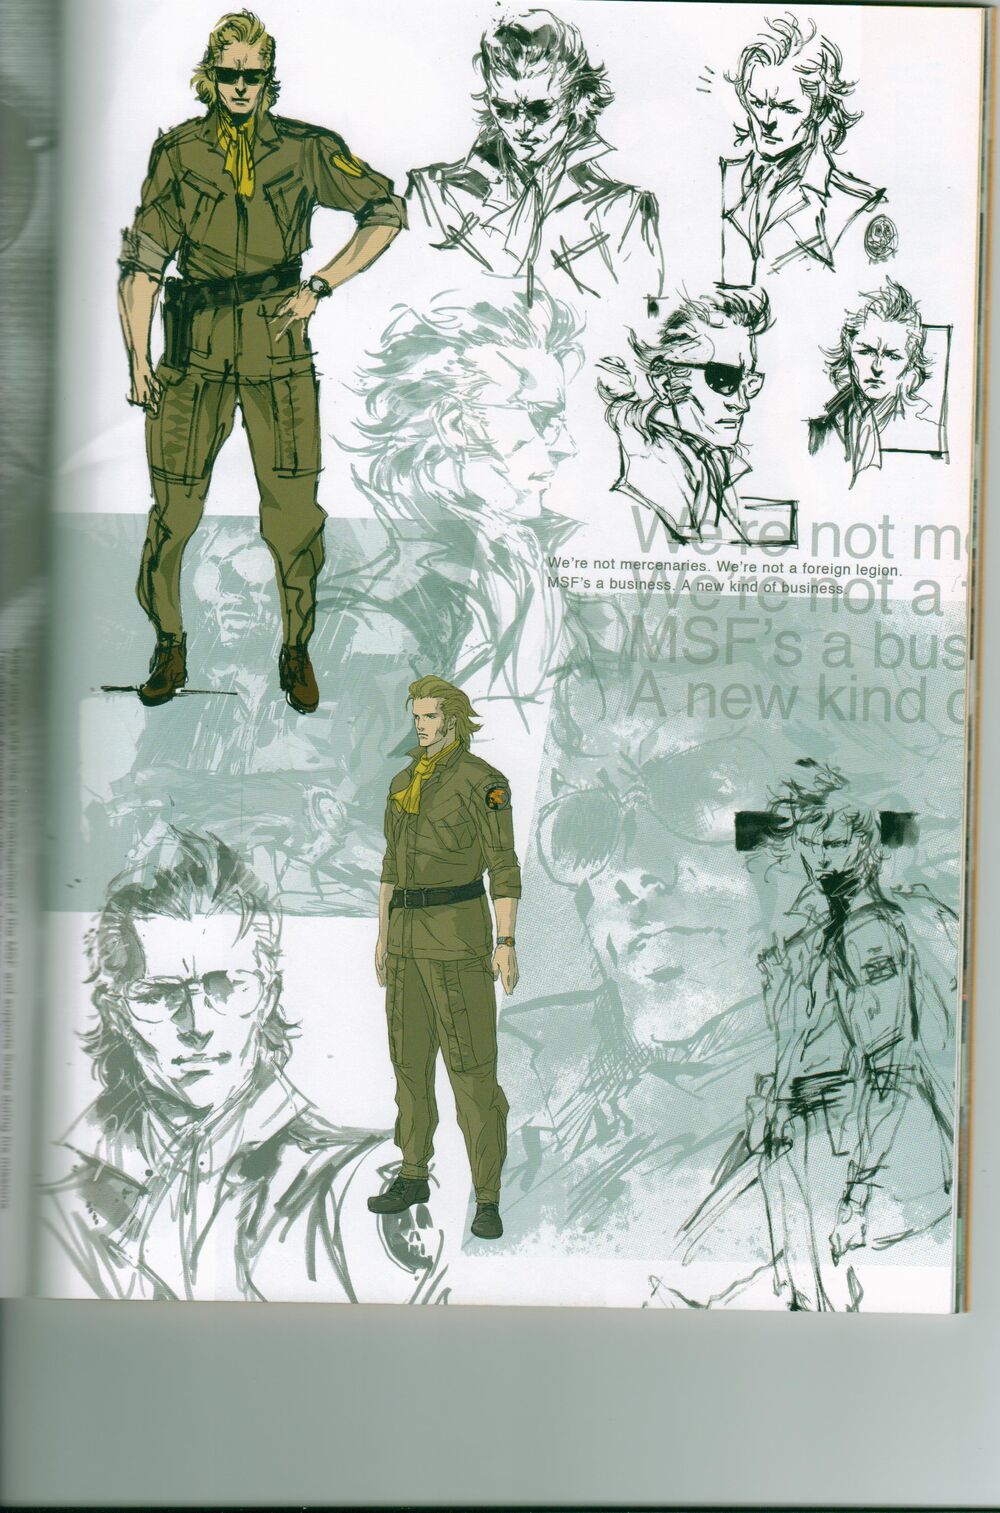 We're not m
We're not mercenaries. We're not a foreign legion.
MSF's a business. A new kind of business.
We're not a f
MSF's a bus
A new kind o